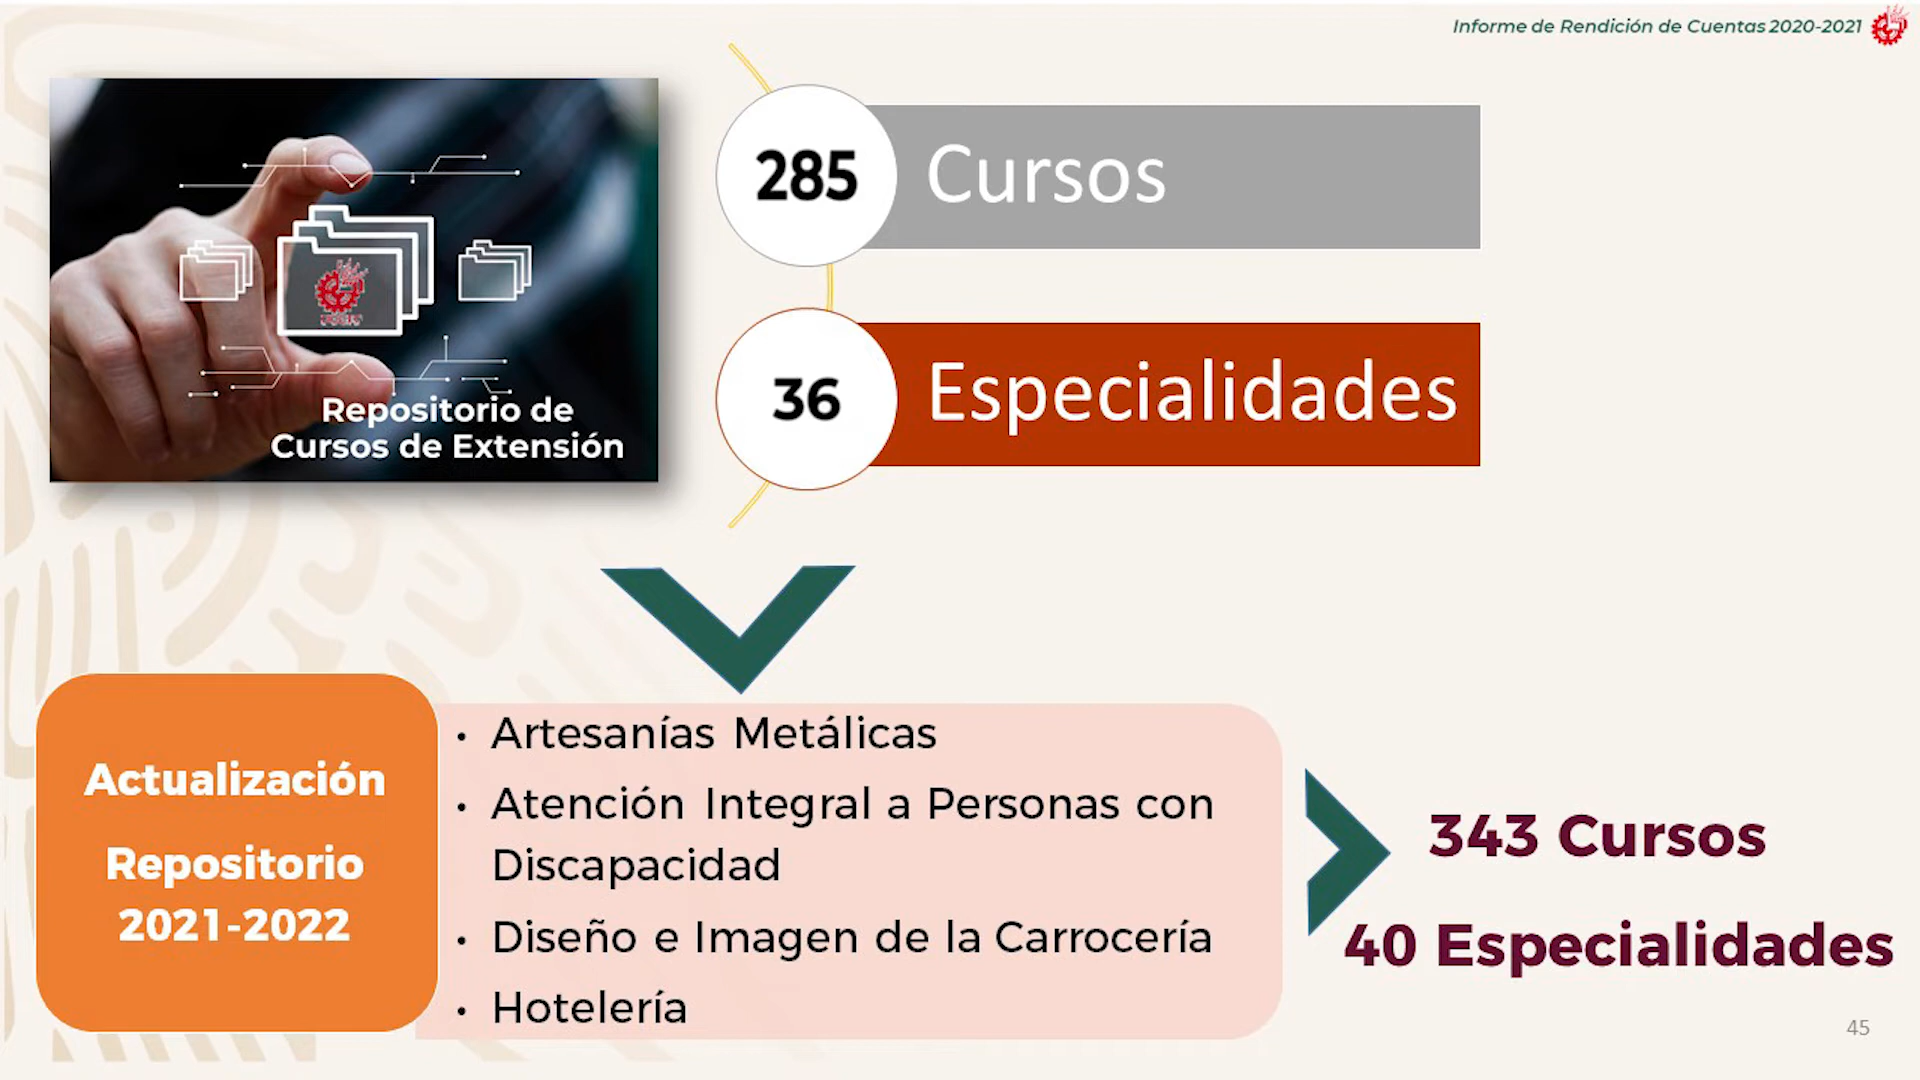 Informe de Rendición de Cuentas 2020-2021
Repositorio de
Cursos de Extensión
285 Cursos
36 Especialidades
Actualización
Repositorio
2021-2022
• Artesanías Metálicas
• Atención Integral a Personas con
Discapacidad
• Diseño e Imagen de la Carrocería
• Hotelería
343 Cursos
40 Especialidades
45